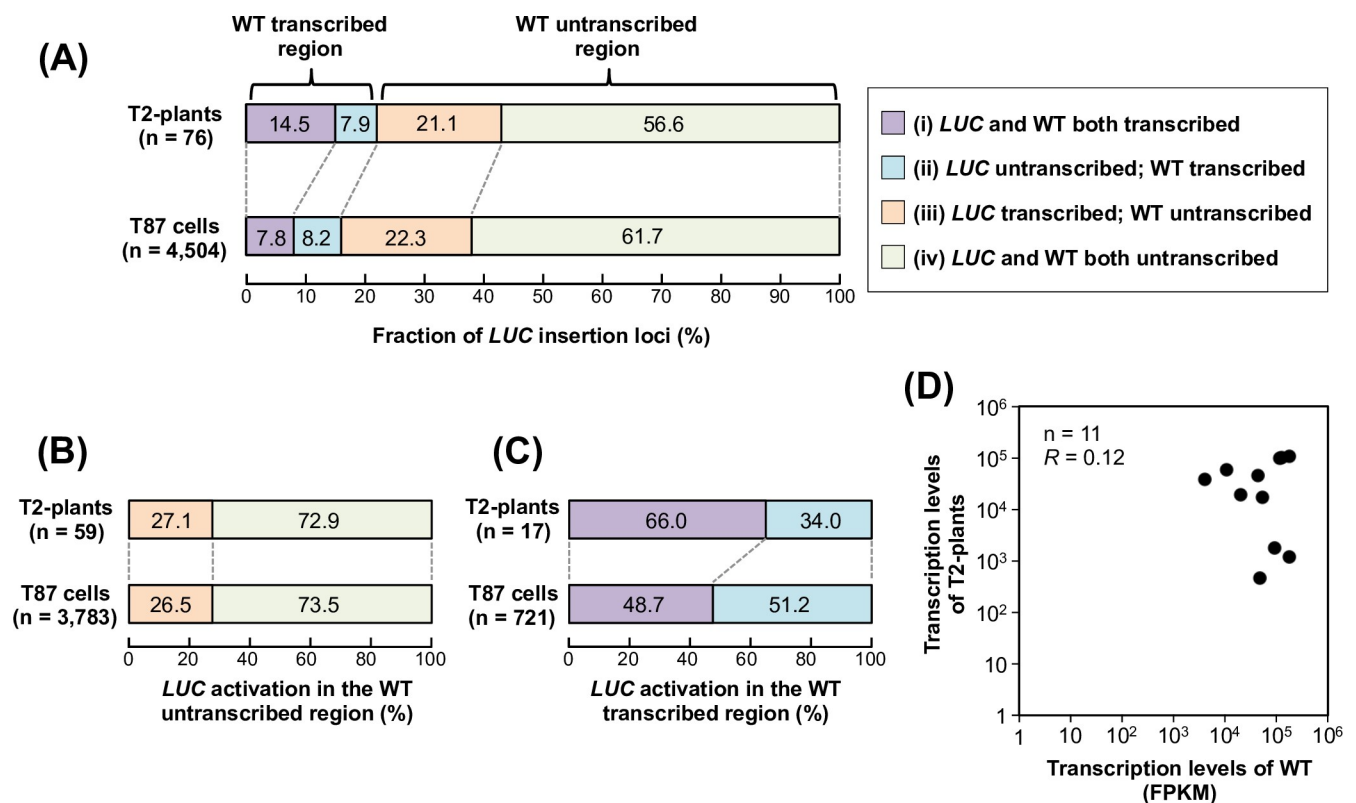 (A)
WT transcribed
region
WT untranscribed
region
T2-plants
(n = 76)
14.5
7.9
21.1
56.6
T87 cells
(n = 4,504)
7.8
8.2
22.3
61.7
0 10 20 30 40 50 60 70 80 90 100
Fraction of LUC insertion loci (%)
(i) LUC and WT both transcribed
(ii) LUC untranscribed; WT transcribed
(iii) LUC transcribed; WT untranscribed
(iv) LUC and WT both untranscribed
(B)
T2-plants
(n = 59)
27.1
72.9
T87 cells
(n = 3,783)
26.5
73.5
0 20 40 60 80 100
LUC activation in the WT
untranscribed region (%)
(C)
T2-plants
(n = 17)
66.0
34.0
T87 cells
(n = 721)
48.7
51.2
0 20 40 60 80 100
LUC activation in the WT
transcribed region (%)
(D)
n = 11
R = 0.12
Transcription levels
of T2-plants
10⁶
10⁵
10⁴
10³
10²
10
1
1 10 10² 10³ 10⁴ 10⁵ 10⁶
Transcription levels of WT
(FPKM)